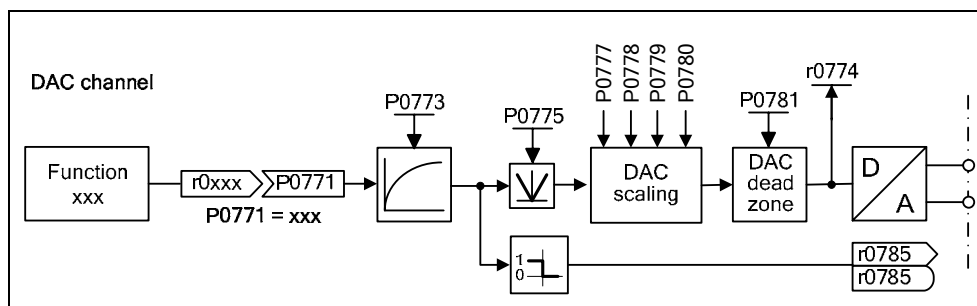 DAC channel
P0773
P0775
P0777
P0778
P0779
P0780
P0781
r0774
Function
xxx
r0xxx
P0771
P0771 = xxx
DAC
scaling
DAC
dead
zone
D
A
1
0
r0785
r0785